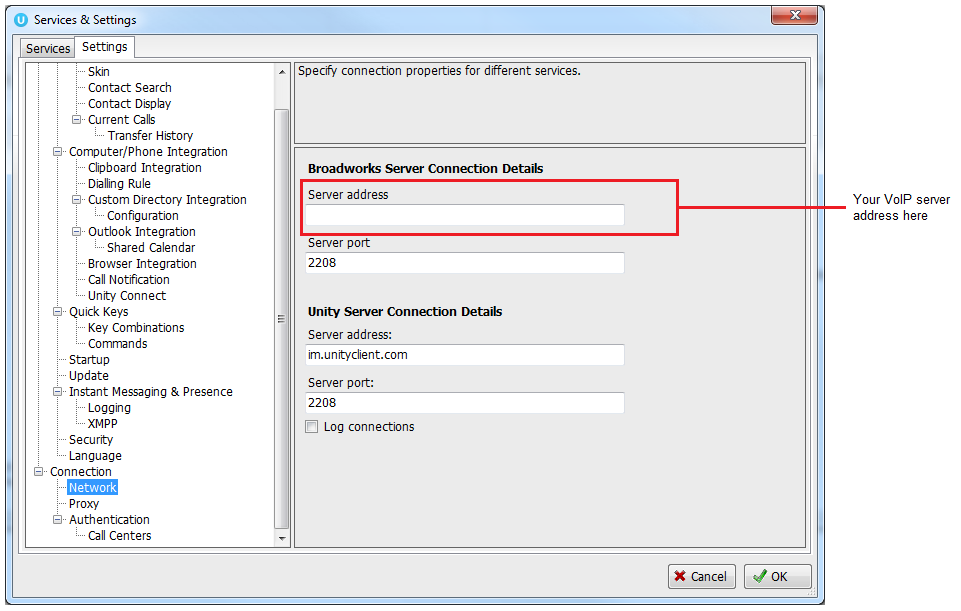 Services & Settings
Services
Settings
Skin
Contact Search
Contact Display
Current Calls
Transfer History
Computer/Phone Integration
Clipboard Integration
Dialling Rule
Custom Directory Integration
Configuration
Outlook Integration
Shared Calendar
Browser Integration
Call Notification
Unity Connect
Quick Keys
Key Combinations
Commands
Startup
Update
Instant Messaging & Presence
Logging
XMPP
Security
Language
Connection
Network
Proxy
Authentication
Call Centers
Specify connection properties for different services.
Broadworks Server Connection Details
Server address
Server port
2208
Unity Server Connection Details
Server address:
im.unityclient.com
Server port:
2208
Log connections
Cancel
OK
Your VoIP server
address here